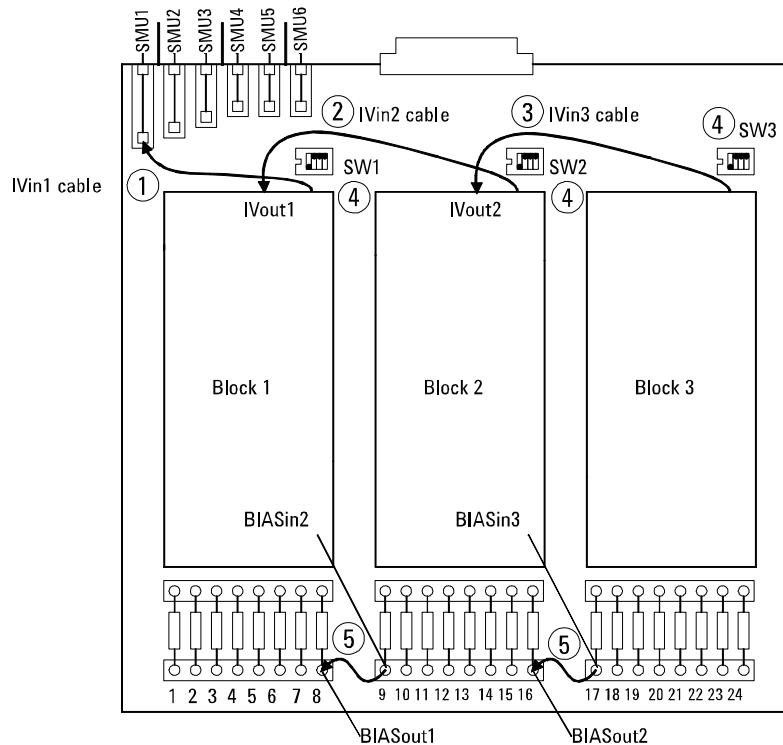 SMU1 SMU2 SMU3 SMU4 SMU5 SMU6
2 IVin2 cable 3 IVin3 cable 4 SW3
IVin1 cable 1 SW1 SW2
4 4
IVout1 IVout2
Block 1 Block 2 Block 3
BIASin2 BIASin3
5 5
1 2 3 4 5 6 7 8 9 10 11 12 13 14 15 16 17 18 19 20 21 22 23 24
BIASout1 BIASout2